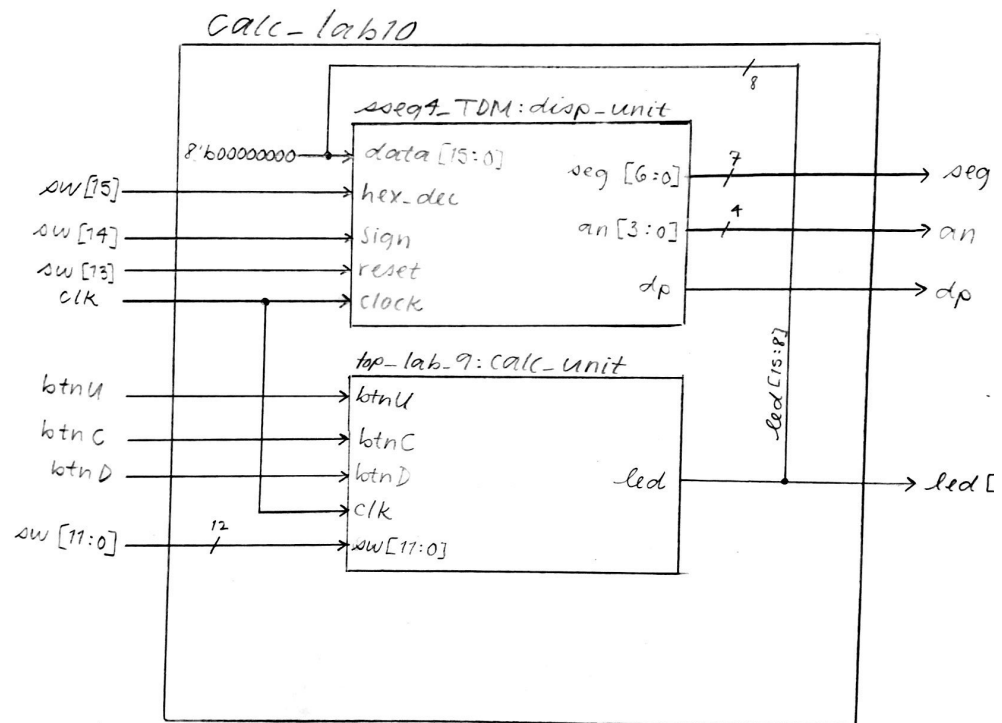 calc_lab10
8
sseg4_TDM:disp_unit
8'b00000000 data [15:0]
seg [6:0] 7 seg
sw[15] hex_dec
an [3:0] 4 an
sw[14] sign
sw[13] reset
clk clock
dp dp
top_lab_9:calc_unit
led[15:8]
btnU btnU
btnC btnC
btnD btnD
led led[
clk
sw[11:0] 12 sw[11:0]